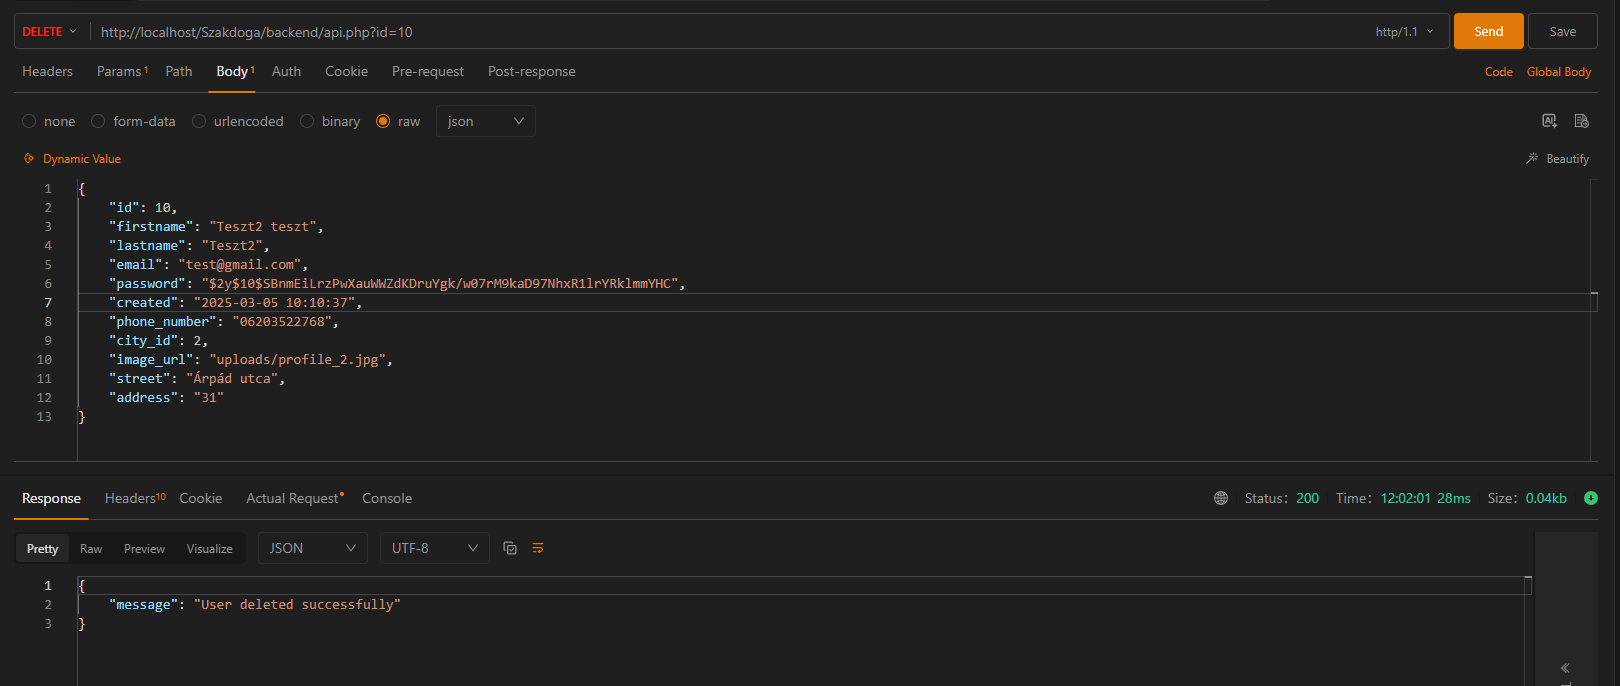 DELETE http://localhost/Szakdoga/backend/api.php?id=10 http/1.1 Send Save
Headers Params 1 Path Body 1 Auth Cookie Pre-request Post-response Code Global Body
none form-data urlencoded binary raw json AI
Dynamic Value Beautify
1 {
2 "id": 10,
3 "firstname": "Teszt2 teszt",
4 "lastname": "Teszt2",
5 "email": "test@gmail.com",
6 "password": "$2y$10$SBnmEiLrzPwXauWWZdKDruYgk/w07rM9kaD97NhxR1lrYRklmmYHC",
7 "created": "2025-03-05 10:10:37",
8 "phone_number": "06203522768",
9 "city_id": 2,
10 "image_url": "uploads/profile_2.jpg",
11 "street": "Árpád utca",
12 "address": "31"
13 }
Response Headers 10 Cookie Actual Request Console Status: 200 Time: 12:02:01 28ms Size: 0.04kb
Pretty Raw Preview Visualize JSON UTF-8
1 {
2 "message": "User deleted successfully"
3 }